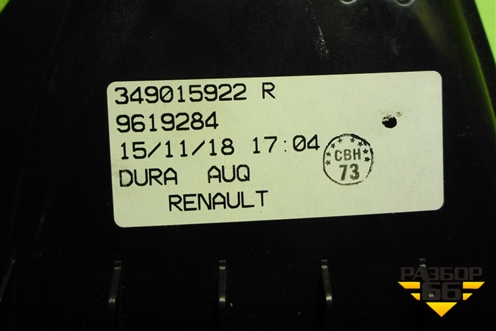 349015922 R
9619284
15/11/18 17:04
CBH
73
DURA AUQ
RENAULT
РАЗБОР
66